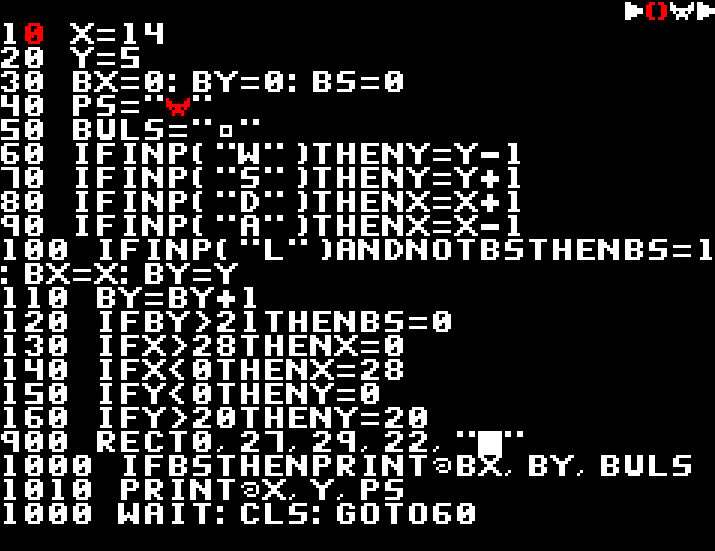 10 X=14
20 Y=5
30 BX=0: BY=0: BS=0
40 PS=""
50 BULS="▫"
60 IFINP("W")THENY=Y-1
70 IFINP("S")THENY=Y+1
80 IFINP("D")THENX=X+1
90 IFINP("A")THENX=X-1
100 IFINP("L")ANDNOTBSTHENBS=1
: BX=X: BY=Y
110 BY=BY+1
120 IFBY>21THENBS=0
130 IFX>28THENX=0
140 IFX<0THENX=28
150 IFY<0THENY=0
160 IFY>20THENY=20
900 RECT0, 27, 29, 22, "█"
1000 IFBSTHENPRINT@BX, BY, BULS
1010 PRINT@X, Y, PS
1000 WAIT: CLS: GOTO60